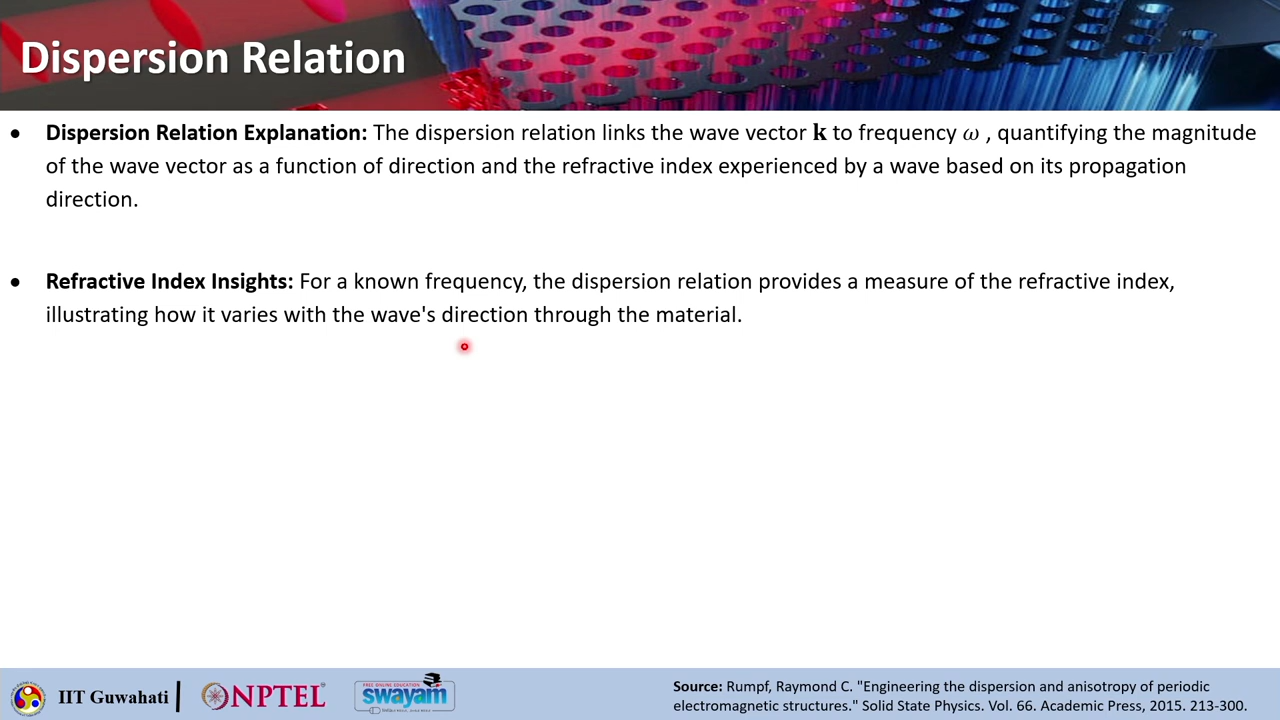 Dispersion Relation
• Dispersion Relation Explanation: The dispersion relation links the wave vector k to frequency ω , quantifying the magnitude
of the wave vector as a function of direction and the refractive index experienced by a wave based on its propagation
direction.
• Refractive Index Insights: For a known frequency, the dispersion relation provides a measure of the refractive index,
illustrating how it varies with the wave's direction through the material.
IIT Guwahati
NPTEL
FREE ONLINE EDUCATION
swayam
Source: Rumpf, Raymond C. "Engineering the dispersion and anisotropy of periodic
electromagnetic structures." Solid State Physics. Vol. 66. Academic Press, 2015. 213-300.